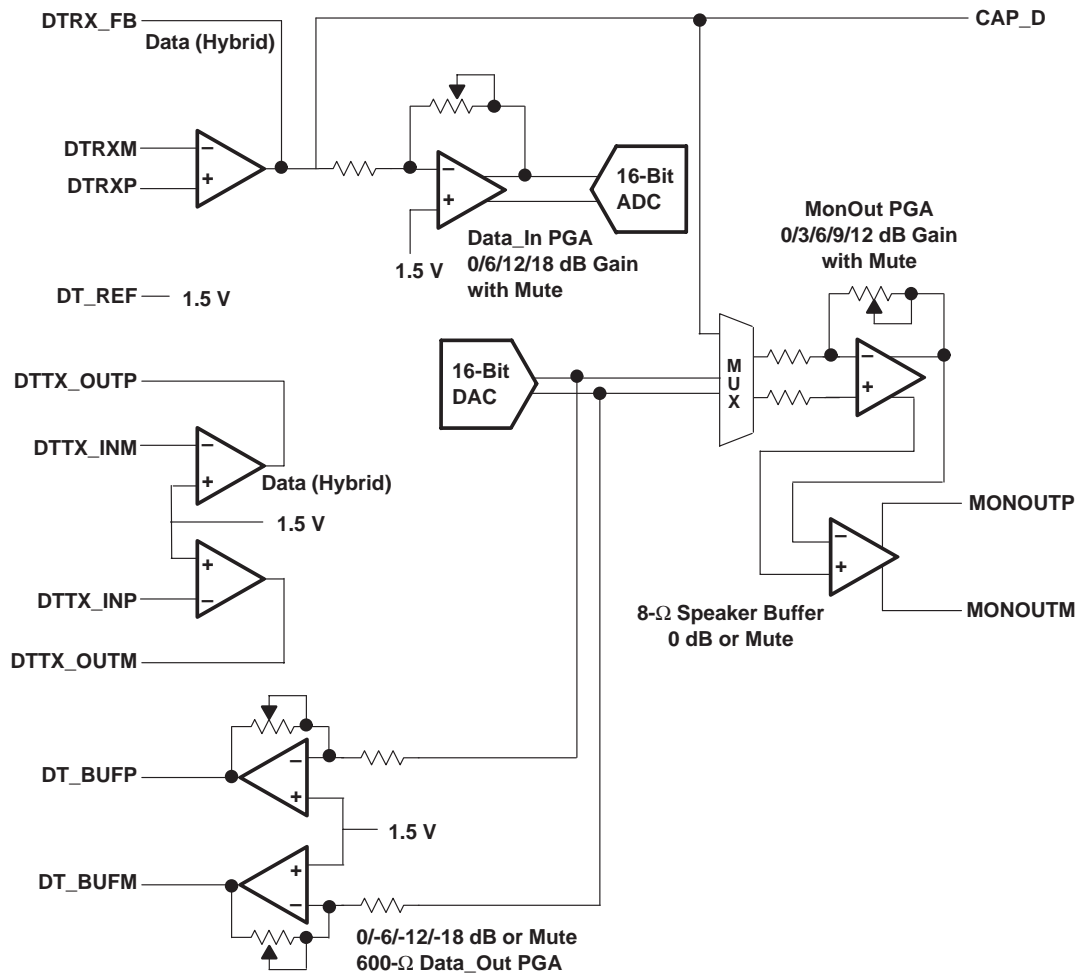 DTRX_FB
Data (Hybrid)
CAP_D
DTRXM
DTRXP
−
+
−
+
16-Bit
ADC
1.5 V
Data_In PGA
0/6/12/18 dB Gain
with Mute
MonOut PGA
0/3/6/9/12 dB Gain
with Mute
DT_REF
1.5 V
16-Bit
DAC
M
U
X
−
+
DTTX_OUTP
DTTX_INM
−
+
Data (Hybrid)
1.5 V
+
−
DTTX_INP
DTTX_OUTM
−
+
MONOUTP
MONOUTM
8-Ω Speaker Buffer
0 dB or Mute
DT_BUFP
−
+
1.5 V
DT_BUFM
+
−
0/-6/-12/-18 dB or Mute
600-Ω Data_Out PGA